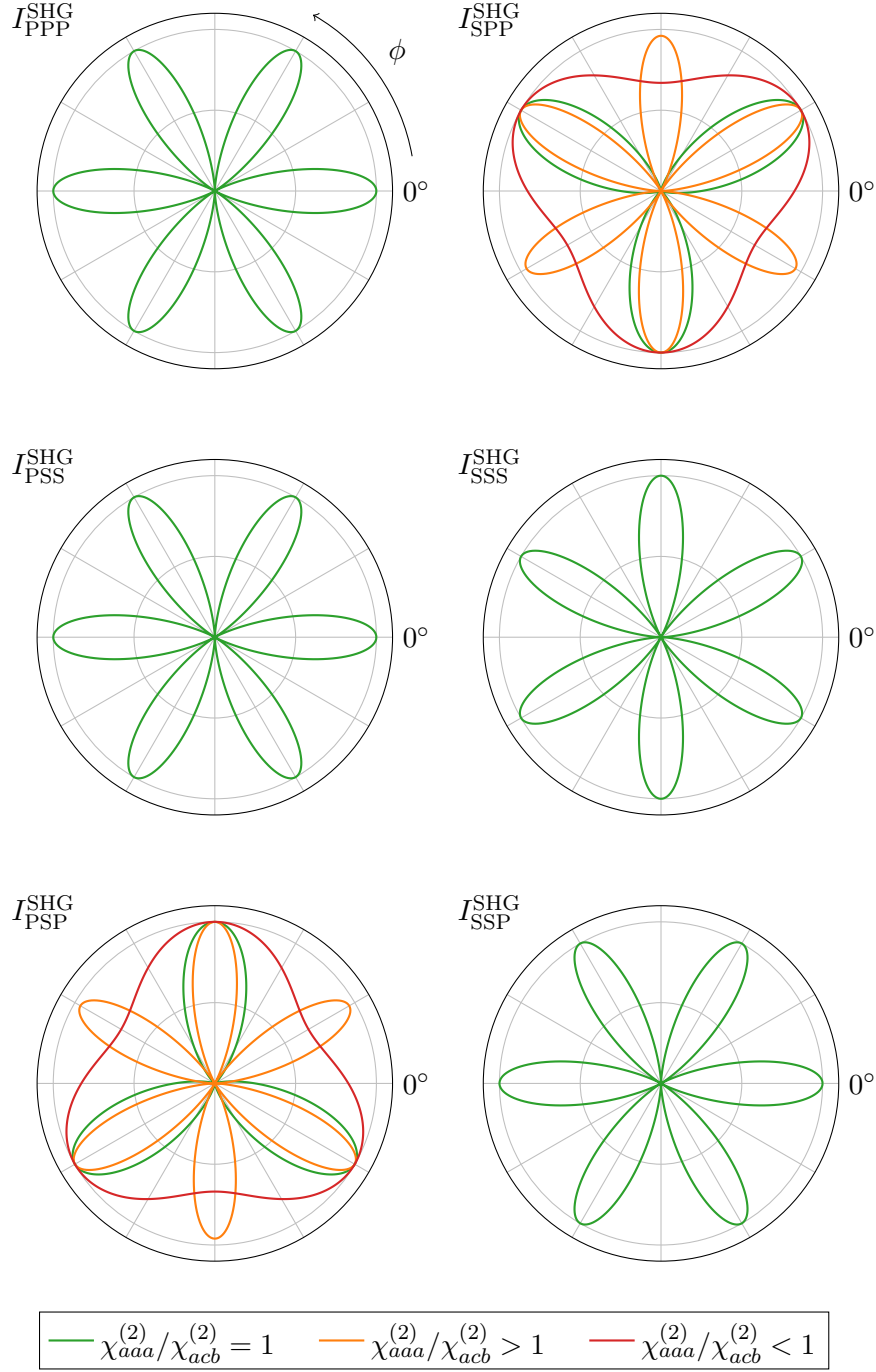 I^SHG_PPP
ϕ
0°
I^SHG_SPP
0°
I^SHG_PSS
0°
I^SHG_SSS
0°
I^SHG_PSP
0°
I^SHG_SSP
0°
χ^(2)_aaa/χ^(2)_acb = 1 χ^(2)_aaa/χ^(2)_acb > 1 χ^(2)_aaa/χ^(2)_acb < 1